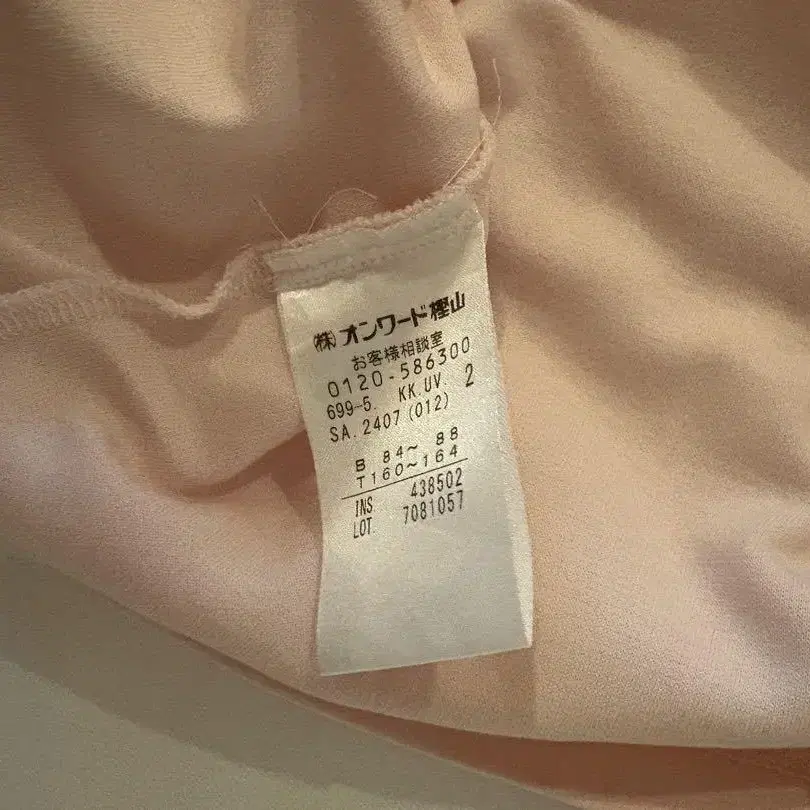 ㈱オンワード樫山
お客様相談室
0120-586300
699-5. KK.UV. 2
SA.2407(012)
B 84~ 88
T160~164
INS. 438502
LOT. 7081057